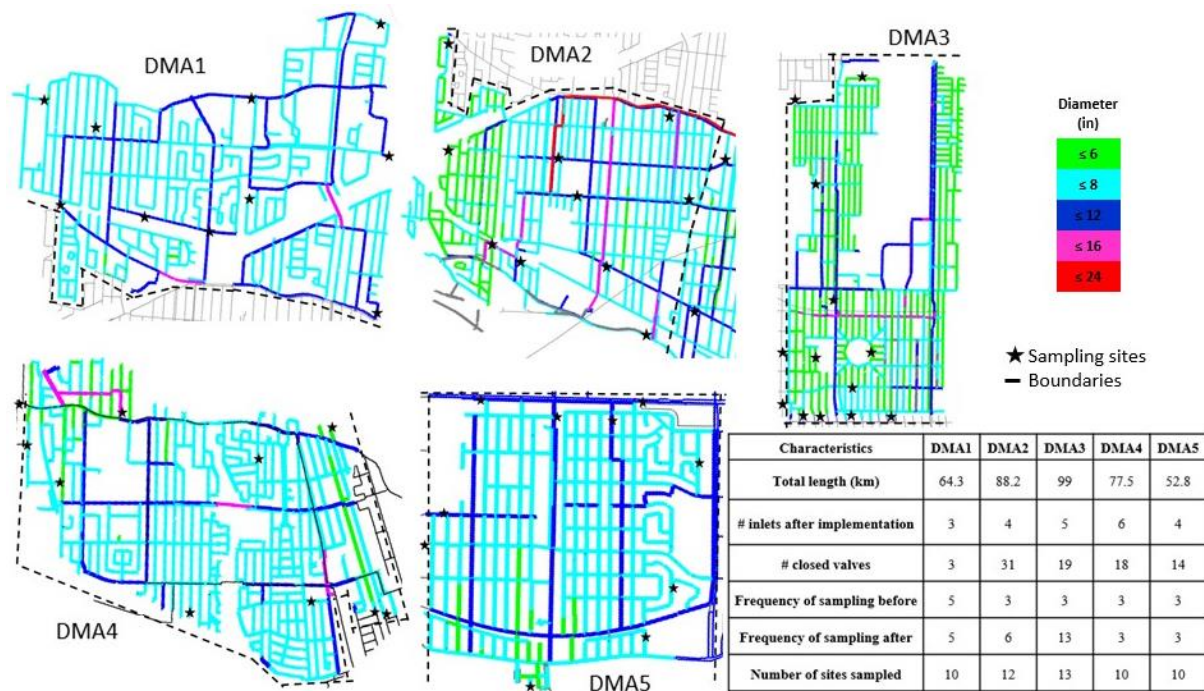 DMA1
DMA2
DMA3
Diameter
(in)
≤ 6
≤ 8
≤ 12
≤ 16
≤ 24
Sampling sites
Boundaries
DMA4
DMA5
Characteristics DMA1 DMA2 DMA3 DMA4 DMA5
Total length (km) 64.3 88.2 99 77.5 52.8
# inlets after implementation 3 4 5 6 4
# closed valves 3 31 19 18 14
Frequency of sampling before 5 3 3 3 3
Frequency of sampling after 5 6 13 3 3
Number of sites sampled 10 12 13 10 10